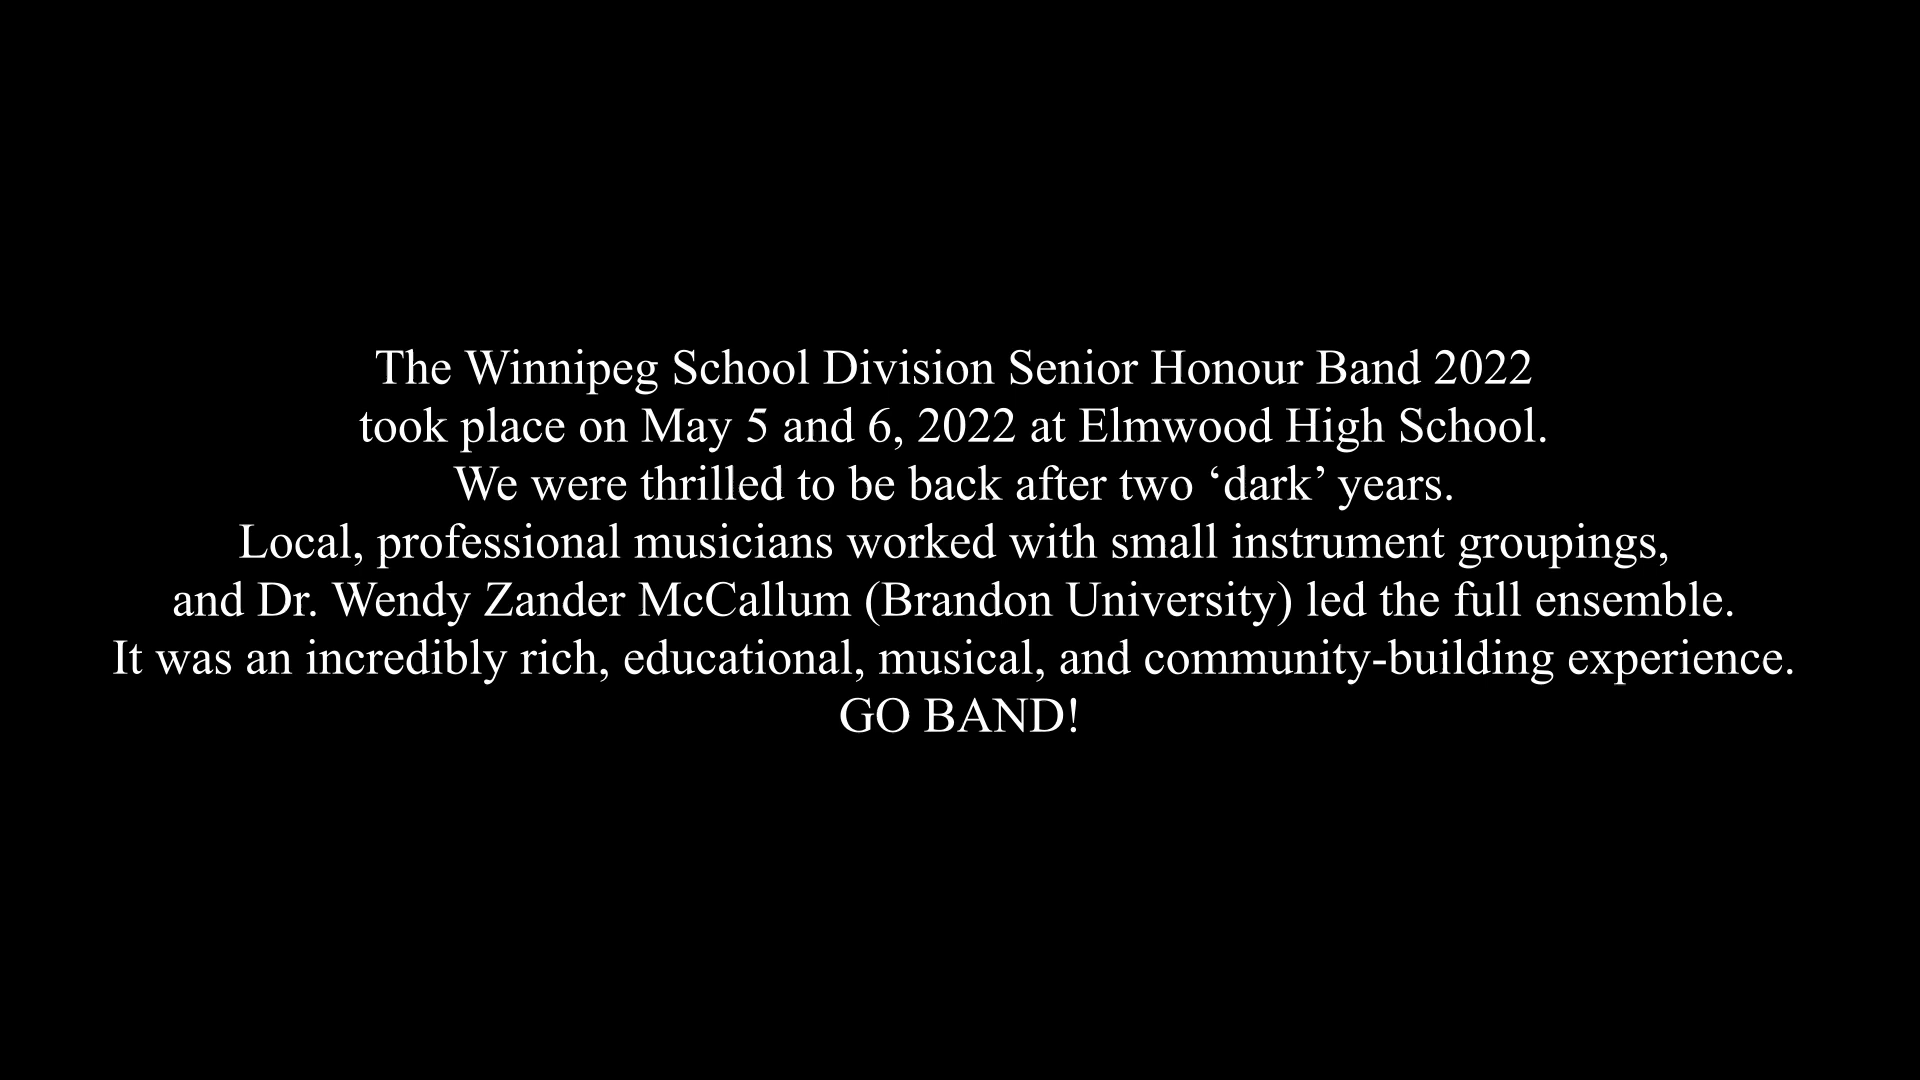 The Winnipeg School Division Senior Honour Band 2022
took place on May 5 and 6, 2022 at Elmwood High School.
We were thrilled to be back after two ‘dark’ years.
Local, professional musicians worked with small instrument groupings,
and Dr. Wendy Zander McCallum (Brandon University) led the full ensemble.
It was an incredibly rich, educational, musical, and community-building experience.
GO BAND!